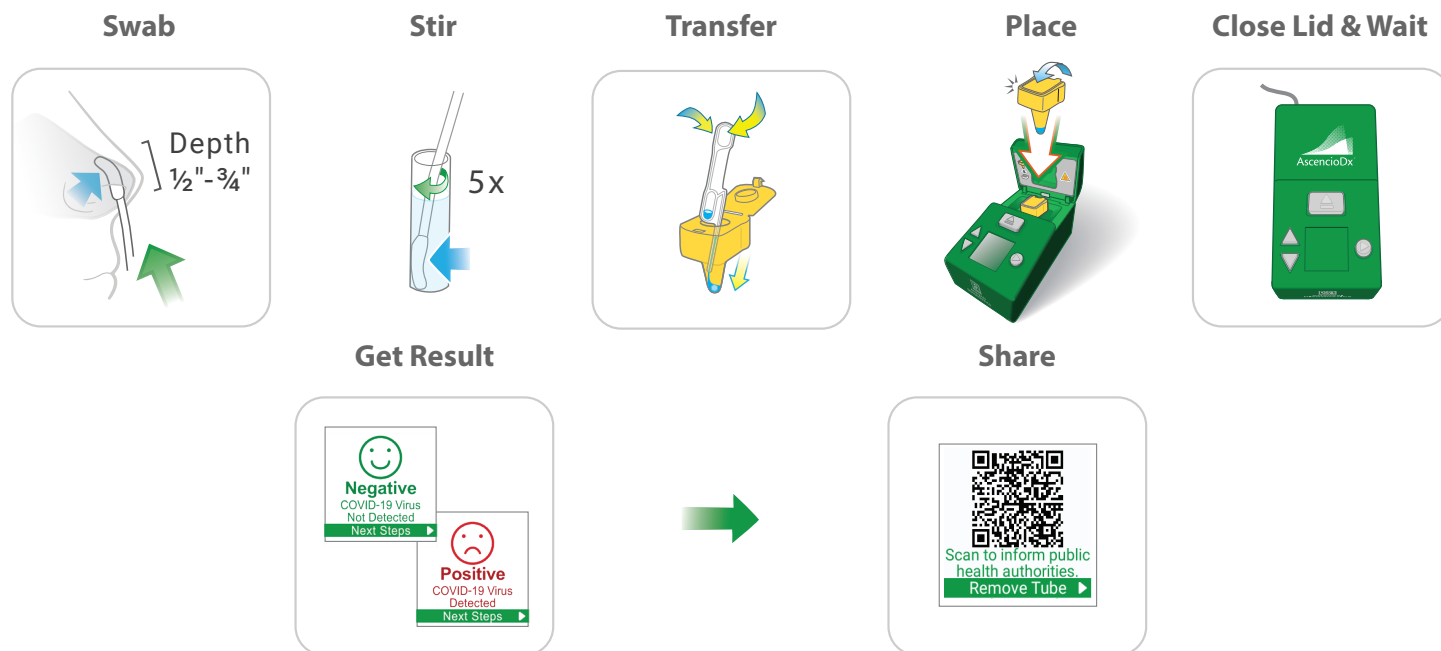 Swab
Stir
Transfer
Place
Close Lid & Wait
Depth
½"-¾"
5x
AscencioDx
Get Result
Share
Negative
COVID-19 Virus
Not Detected
Next Steps
Positive
COVID-19 Virus
Detected
Next Steps
Scan to inform public
health authorities.
Remove Tube